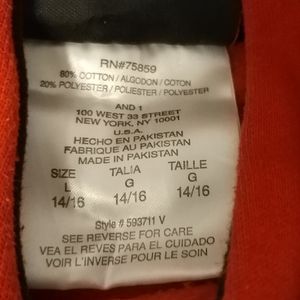 RN#75859
80% COTTON / ALGODON / COTON
20% POLYESTER / POLIESTER / POLYESTER
AND 1
100 WEST 33 STREET
NEW YORK, NY 10001
U.S.A.
HECHO EN PAKISTAN
FABRIQUE AU PAKISTAN
MADE IN PAKISTAN
SIZE TALIA TAILLE
L G G
14/16 14/16 14/16
Style # 593711 V
SEE REVERSE FOR CARE
VEA EL REVES PARA EL CUIDADO
VOIR L'INVERSE POUR LE SOIN